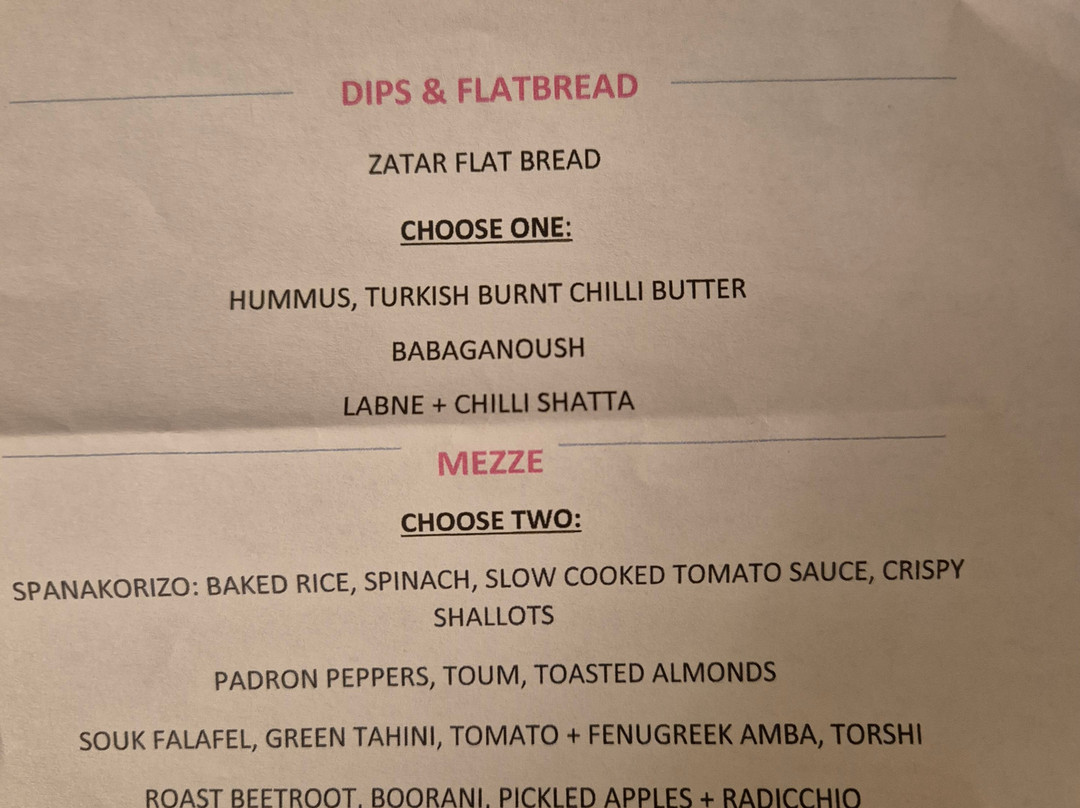 DIPS & FLATBREAD
ZATAR FLAT BREAD
CHOOSE ONE:
HUMMUS, TURKISH BURNT CHILLI BUTTER
BABAGANOUSH
LABNE + CHILLI SHATTA
MEZZE
CHOOSE TWO:
SPANAKORIZO: BAKED RICE, SPINACH, SLOW COOKED TOMATO SAUCE, CRISPY
SHALLOTS
PADRON PEPPERS, TOUM, TOASTED ALMONDS
SOUK FALAFEL, GREEN TAHINI, TOMATO + FENUGREEK AMBA, TORSHI
ROAST BEETROOT, BOORANI, PICKLED APPLES + RADICCHIO